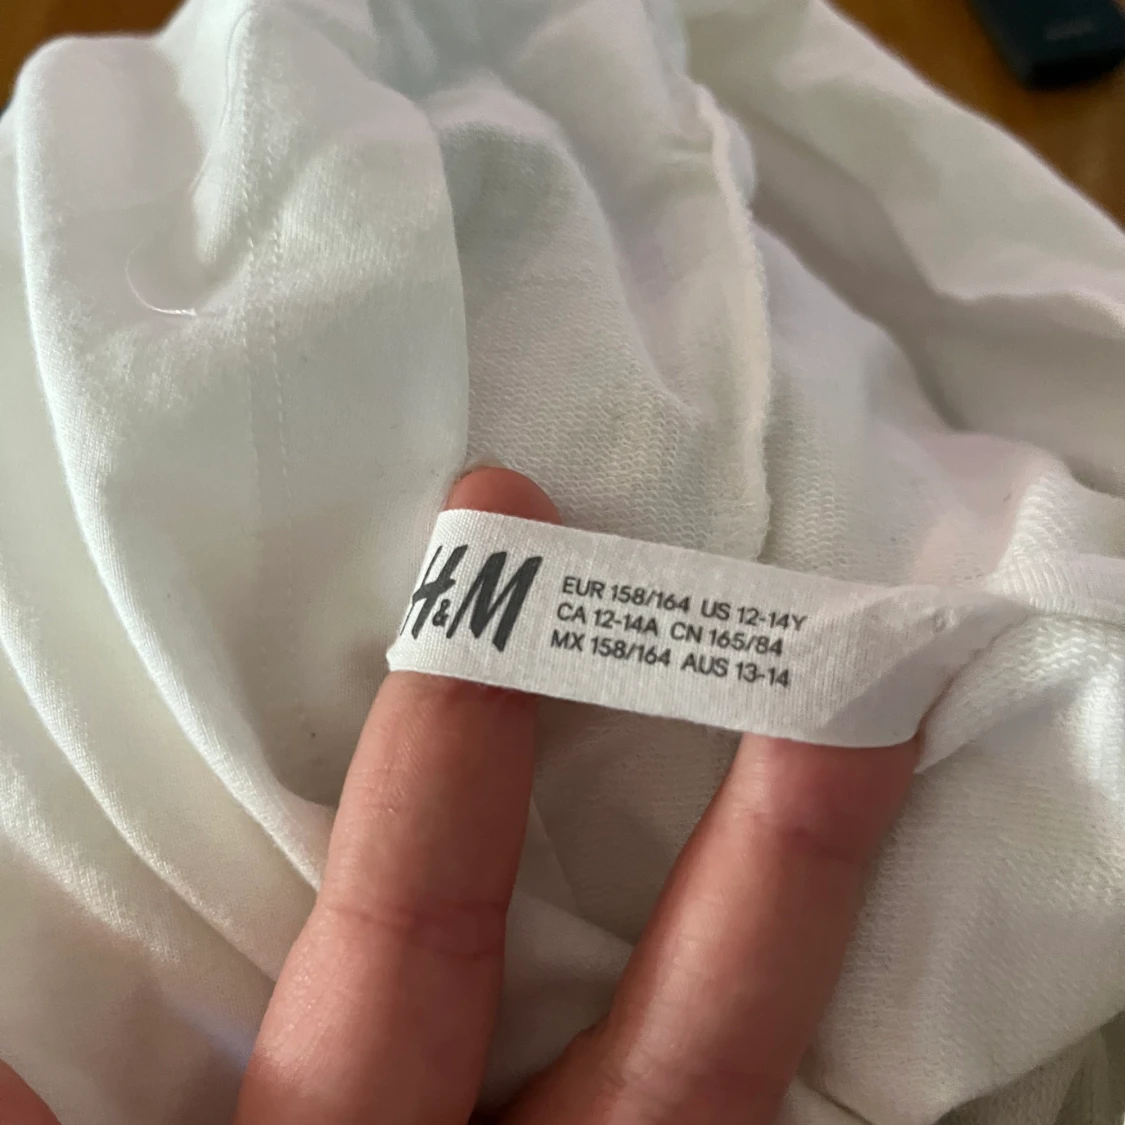 H&M
EUR 158/164 US 12-14Y
CA 12-14A CN 165/84
MX 158/164 AUS 13-14